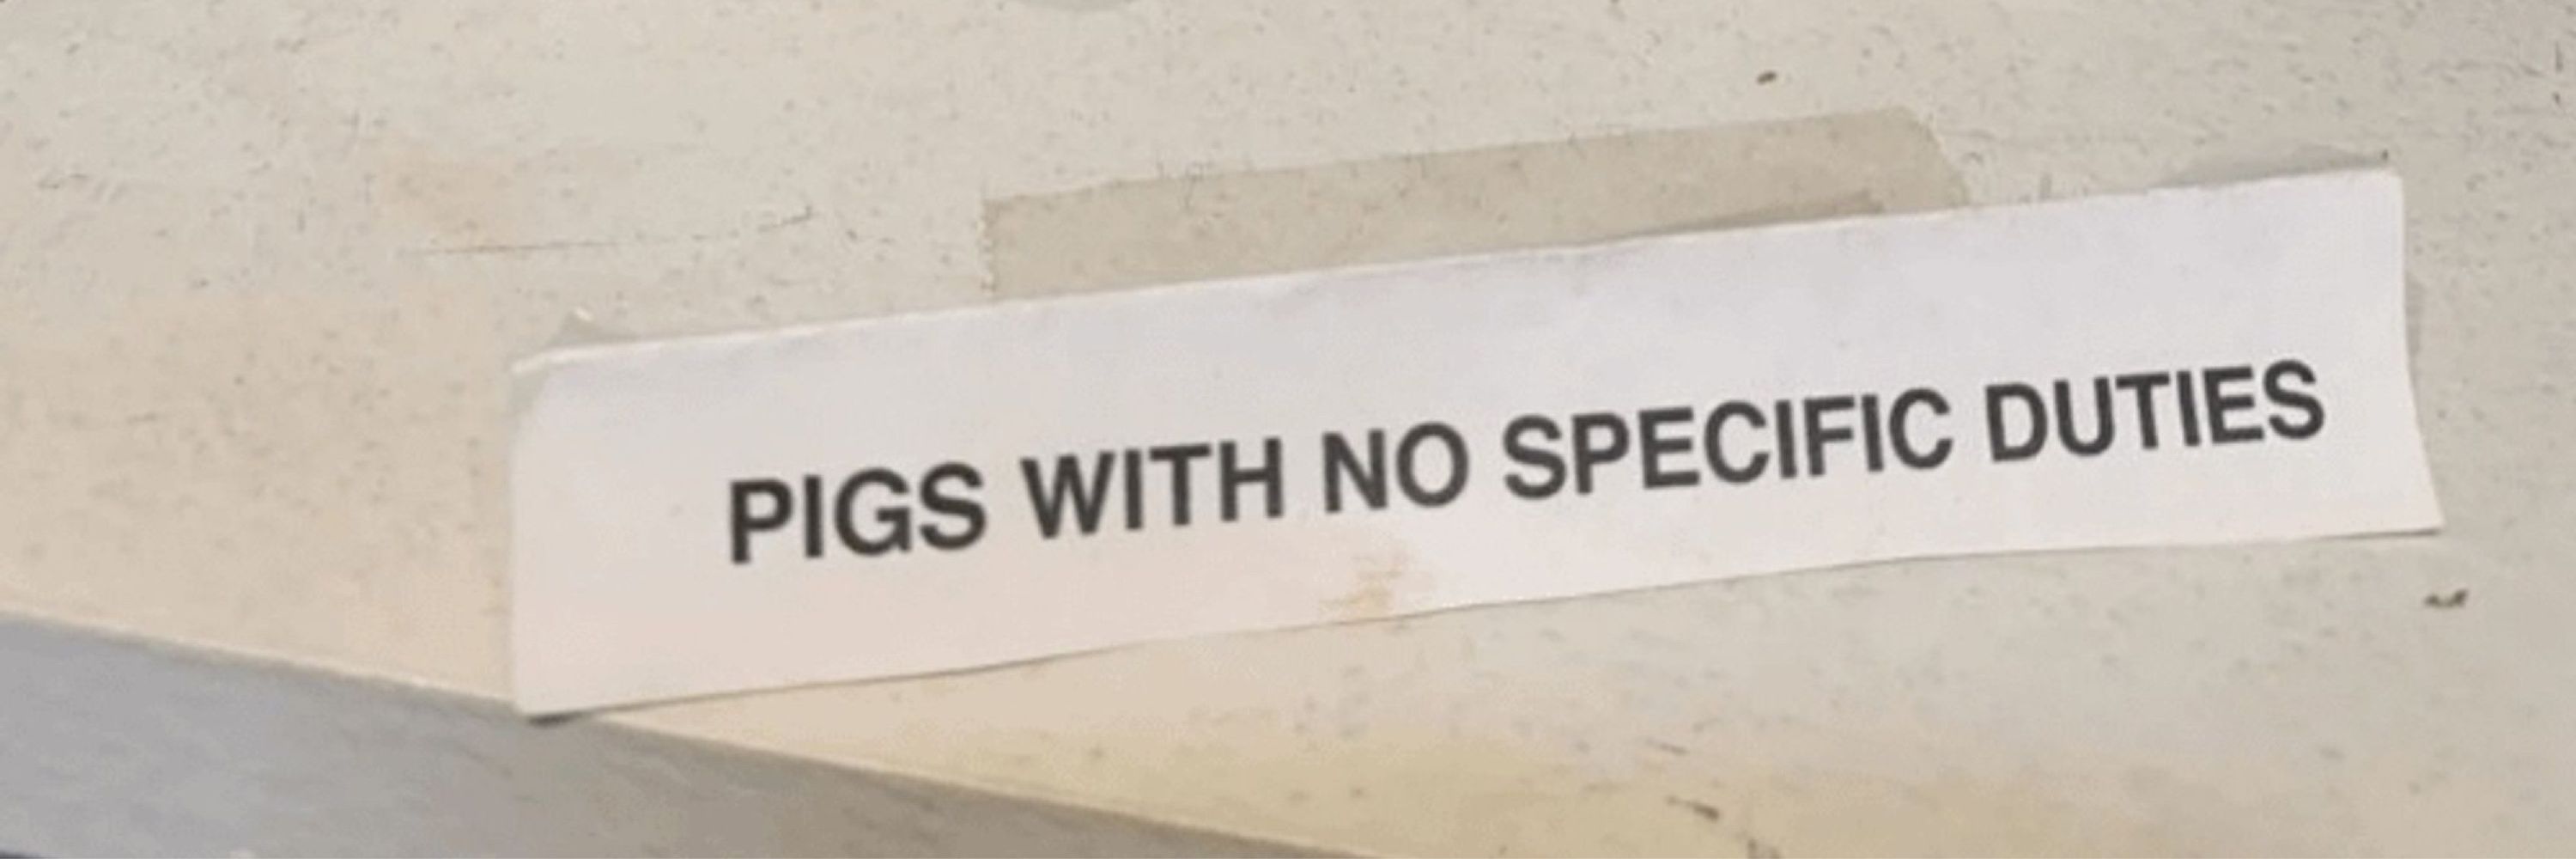 PIGS WITH NO SPECIFIC DUTIES